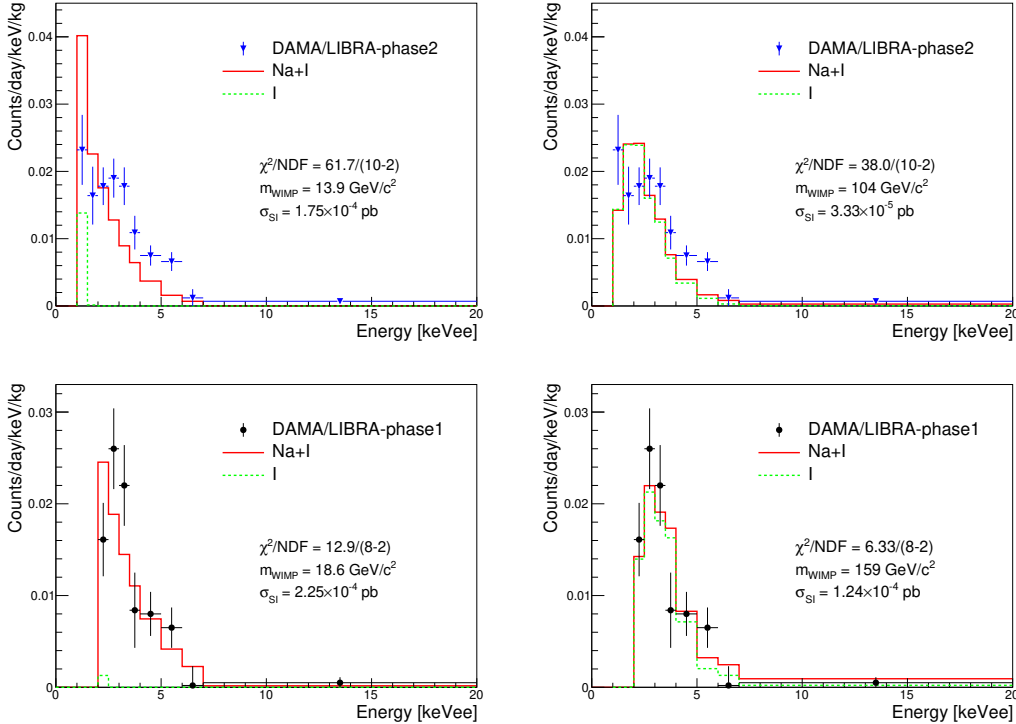 Counts/day/keV/kg
0.04
0.03
0.02
0.01
0
DAMA/LIBRA-phase2
Na+I
I
χ²/NDF = 61.7/(10-2)
m_WIMP = 13.9 GeV/c²
σ_SI = 1.75×10⁻⁴ pb
0 5 10 15 20
Energy [keVee]
Counts/day/keV/kg
0.04
0.03
0.02
0.01
0
DAMA/LIBRA-phase2
Na+I
I
χ²/NDF = 38.0/(10-2)
m_WIMP = 104 GeV/c²
σ_SI = 3.33×10⁻⁵ pb
0 5 10 15 20
Energy [keVee]
Counts/day/keV/kg
0.03
0.02
0.01
0
DAMA/LIBRA-phase1
Na+I
I
χ²/NDF = 12.9/(8-2)
m_WIMP = 18.6 GeV/c²
σ_SI = 2.25×10⁻⁴ pb
0 5 10 15 20
Energy [keVee]
Counts/day/keV/kg
0.03
0.02
0.01
0
DAMA/LIBRA-phase1
Na+I
I
χ²/NDF = 6.33/(8-2)
m_WIMP = 159 GeV/c²
σ_SI = 1.24×10⁻⁴ pb
0 5 10 15 20
Energy [keVee]